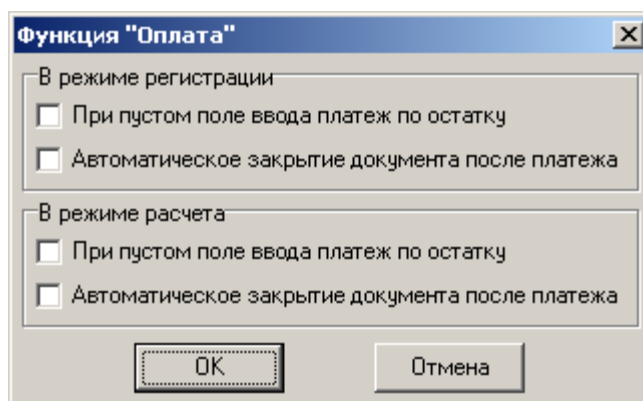 Функция "Оплата"
В режиме регистрации
При пустом поле ввода платеж по остатку
Автоматическое закрытие документа после платежа
В режиме расчета
При пустом поле ввода платеж по остатку
Автоматическое закрытие документа после платежа
OK
Отмена